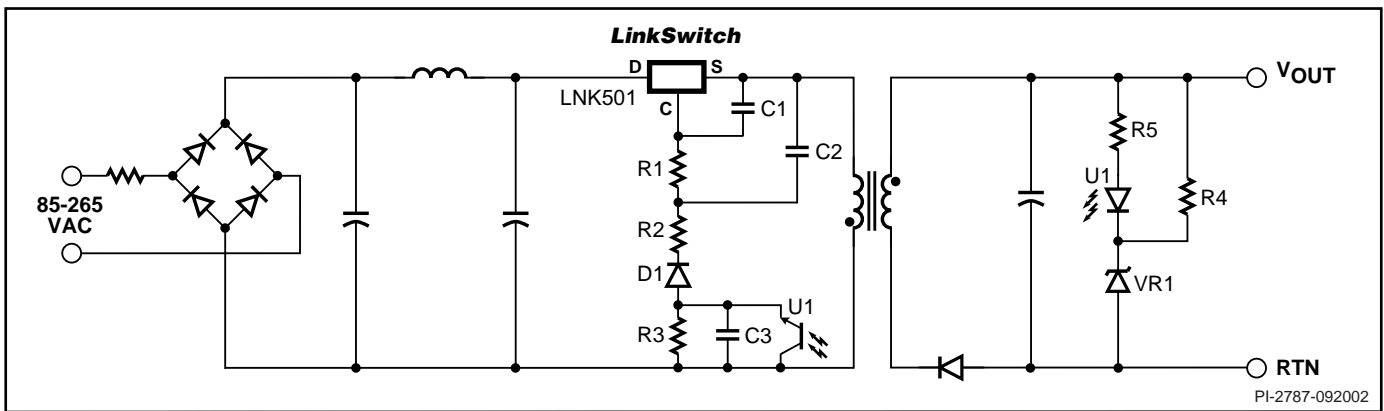 LinkSwitch
D
S
LNK501
C
C1
C2
R1
R2
D1
R3
C3
U1
85-265
VAC
VOUT
R5
U1
R4
VR1
RTN
PI-2787-092002